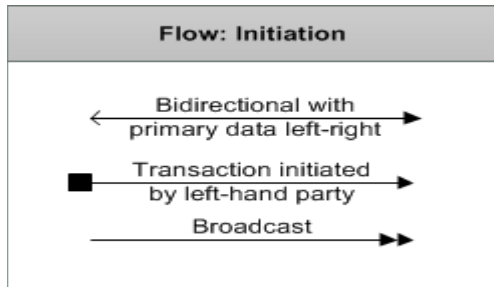 Flow: Initiation
Bidirectional with
primary data left-right
Transaction initiated
by left-hand party
Broadcast